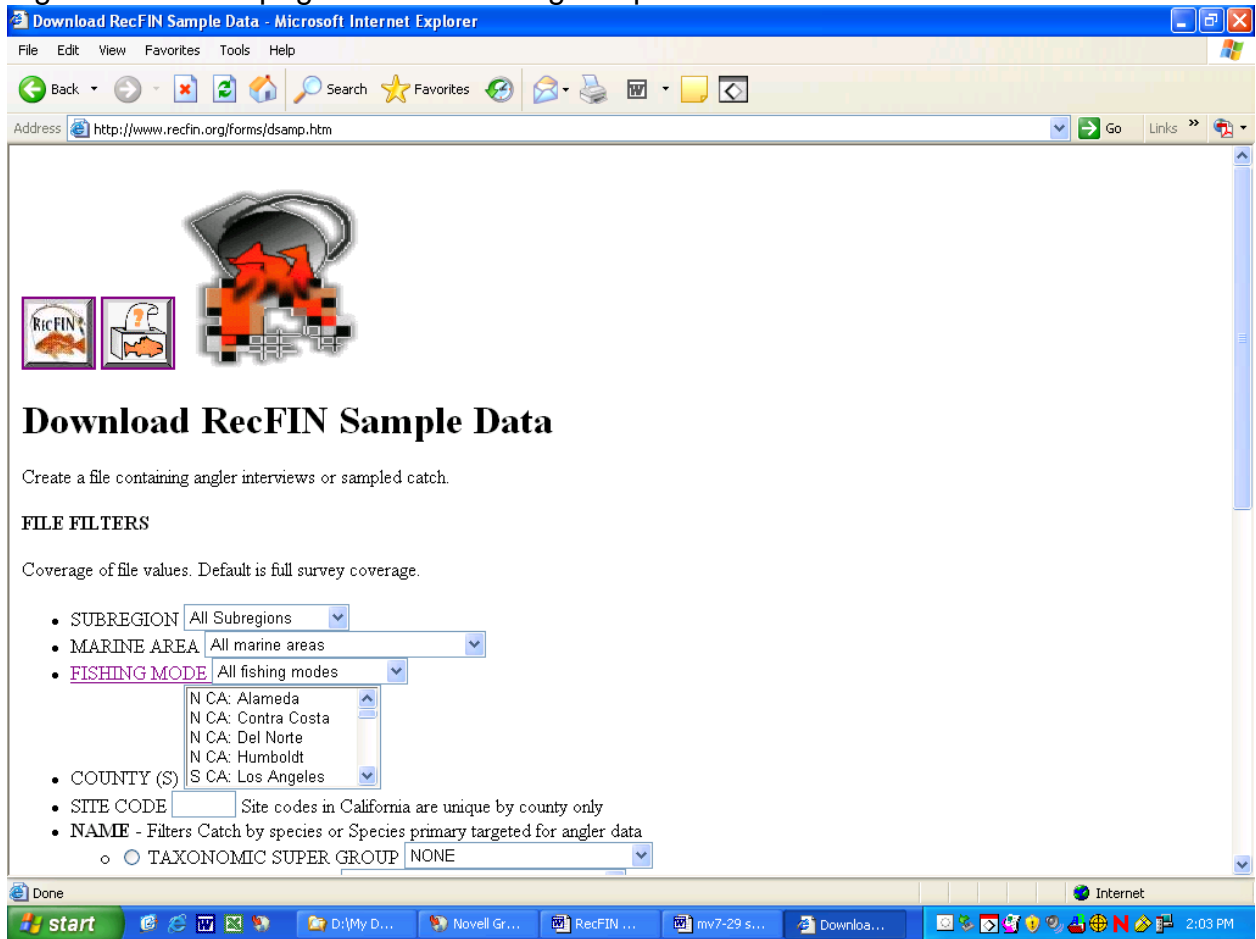 Download RecFIN Sample Data - Microsoft Internet Explorer
File Edit View Favorites Tools Help
Back Search Favorites
Address http://www.recfin.org/forms/dsamp.htm Go Links »
RECFIN
Download RecFIN Sample Data
Create a file containing angler interviews or sampled catch.
FILE FILTERS
Coverage of file values. Default is full survey coverage.
• SUBREGION All Subregions
• MARINE AREA All marine areas
• FISHING MODE All fishing modes
N CA: Alameda
N CA: Contra Costa
N CA: Del Norte
N CA: Humboldt
• COUNTY (S) S CA: Los Angeles
• SITE CODE Site codes in California are unique by county only
• NAME - Filters Catch by species or Species primary targeted for angler data
o TAXONOMIC SUPER GROUP NONE
Done Internet
start D:\My D... Novell Gr... RecFIN ... mv7-29 s... Downloa... 2:03 PM